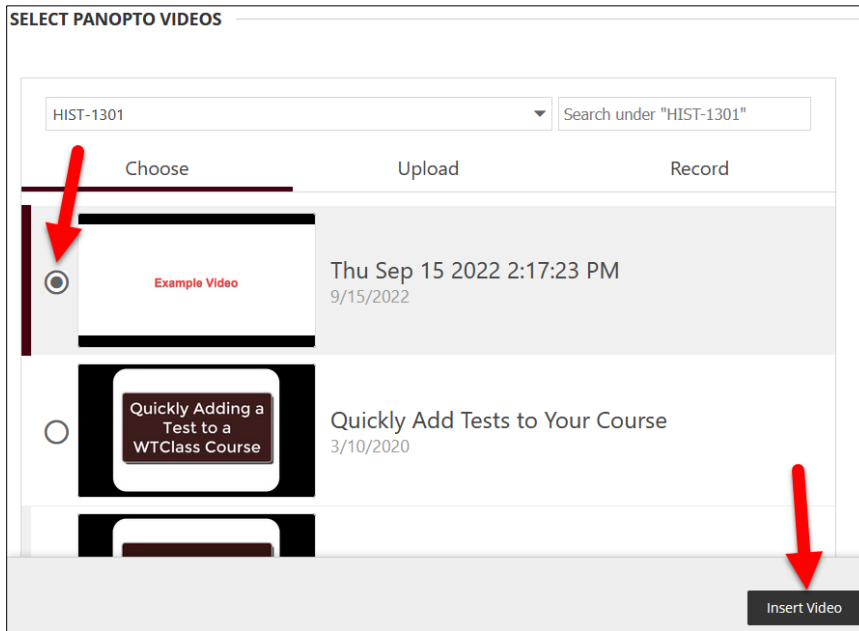 SELECT PANOPTO VIDEOS
HIST-1301
Search under "HIST-1301"
Choose
Upload
Record
Example Video
Thu Sep 15 2022 2:17:23 PM
9/15/2022
Quickly Adding a
Test to a
WTClass Course
Quickly Add Tests to Your Course
3/10/2020
Insert Video